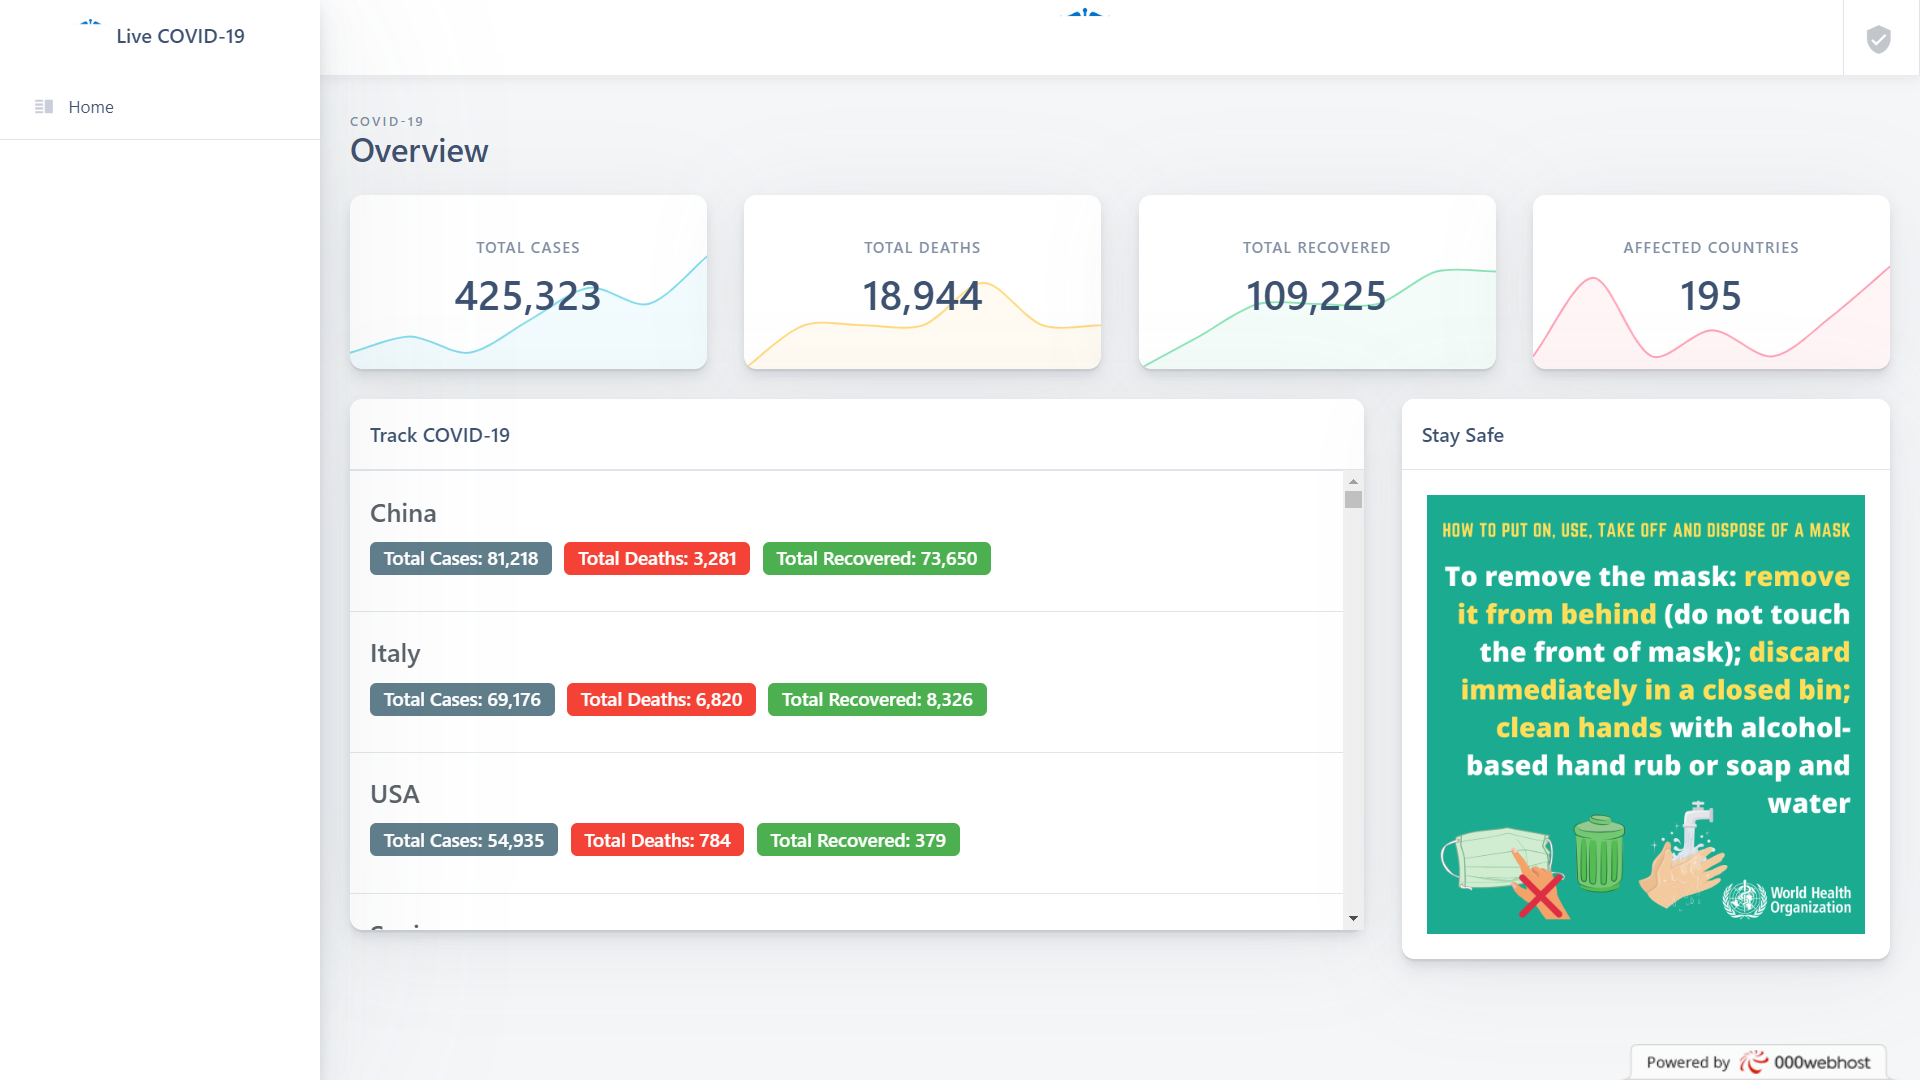 Live COVID-19
Home
COVID-19
Overview
TOTAL CASES
425,323
TOTAL DEATHS
18,944
TOTAL RECOVERED
109,225
AFFECTED COUNTRIES
195
Track COVID-19
China
Total Cases: 81,218
Total Deaths: 3,281
Total Recovered: 73,650
Italy
Total Cases: 69,176
Total Deaths: 6,820
Total Recovered: 8,326
USA
Total Cases: 54,935
Total Deaths: 784
Total Recovered: 379
Stay Safe
HOW TO PUT ON, USE, TAKE OFF AND DISPOSE OF A MASK
To remove the mask: remove
it from behind (do not touch
the front of mask); discard
immediately in a closed bin;
clean hands with alcohol-
based hand rub or soap and
water
World Health
Organization
Powered by 000webhost